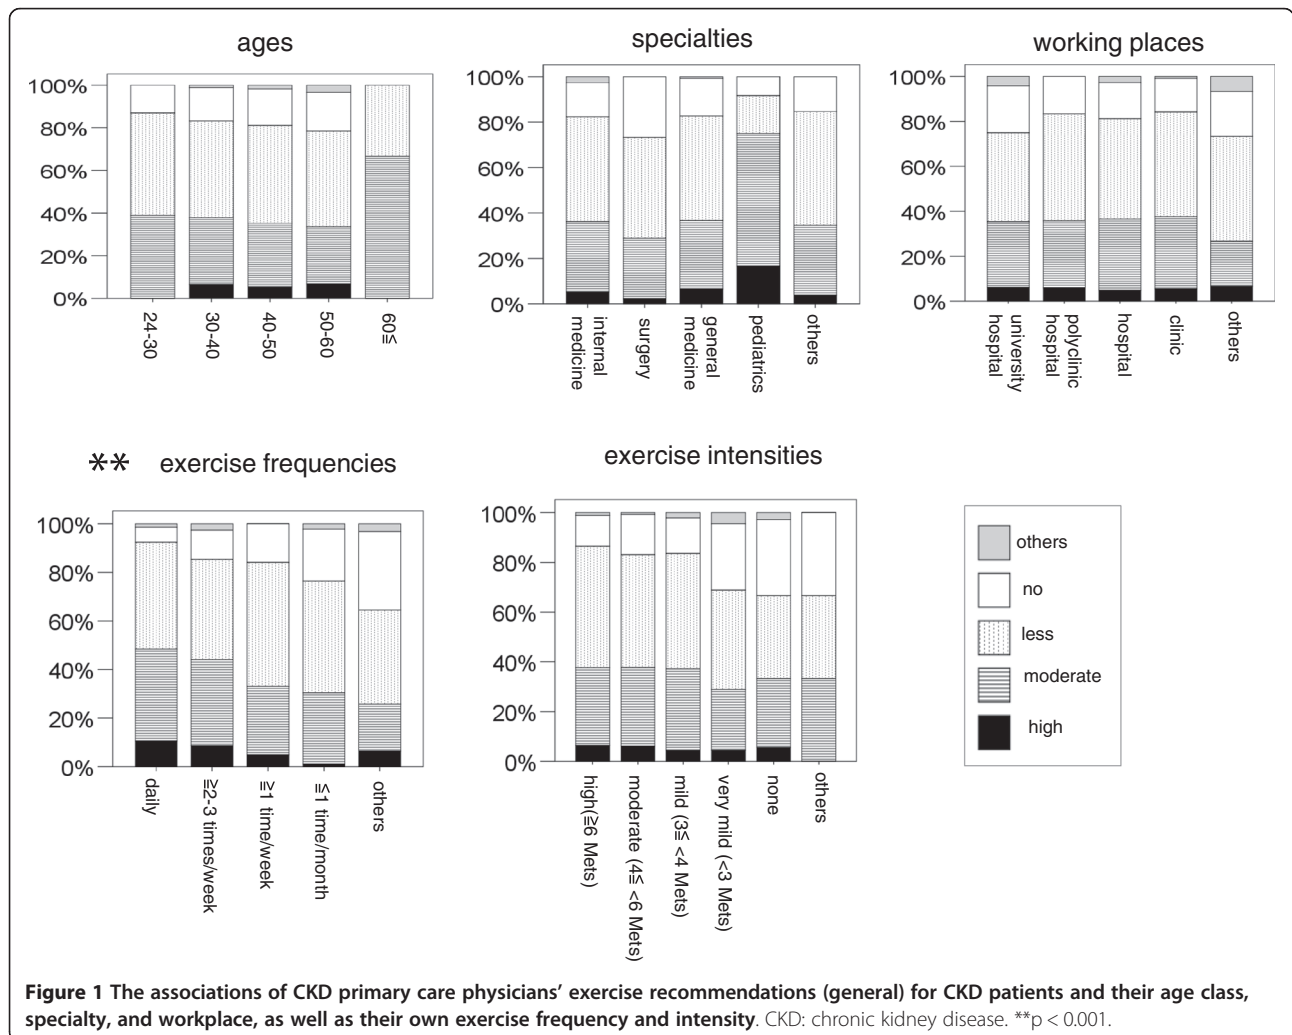 ages
100%
80%
60%
40%
20%
0%
24-30
30-40
40-50
50-60
60≦
specialties
100%
80%
60%
40%
20%
0%
internal
medicine
surgery
general
medicine
pediatrics
others
working places
100%
80%
60%
40%
20%
0%
university
hospital
polyclinic
hospital
hospital
clinic
others
** exercise frequencies
100%
80%
60%
40%
20%
0%
daily
≧2-3 times/week
≧1 time/week
≦1 time/month
others
exercise intensities
100%
80%
60%
40%
20%
0%
high(≧6 Mets)
moderate (4≦ <6 Mets)
mild (3≦ <4 Mets)
very mild (<3 Mets)
none
others
others
no
less
moderate
high
Figure 1 The associations of CKD primary care physicians' exercise recommendations (general) for CKD patients and their age class,
specialty, and workplace, as well as their own exercise frequency and intensity. CKD: chronic kidney disease. **p < 0.001.